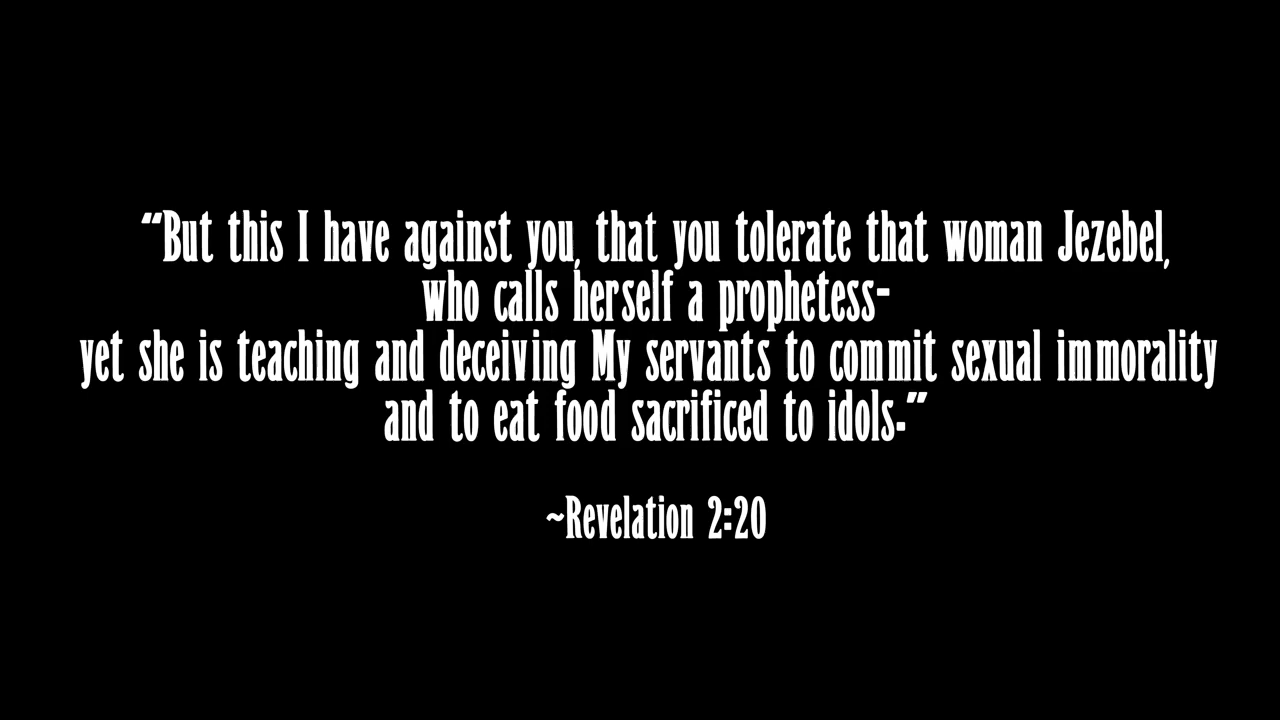 “But this I have against you, that you tolerate that woman Jezebel,
who calls herself a prophetess-
yet she is teaching and deceiving My servants to commit sexual immorality
and to eat food sacrificed to idols.”
~Revelation 2:20